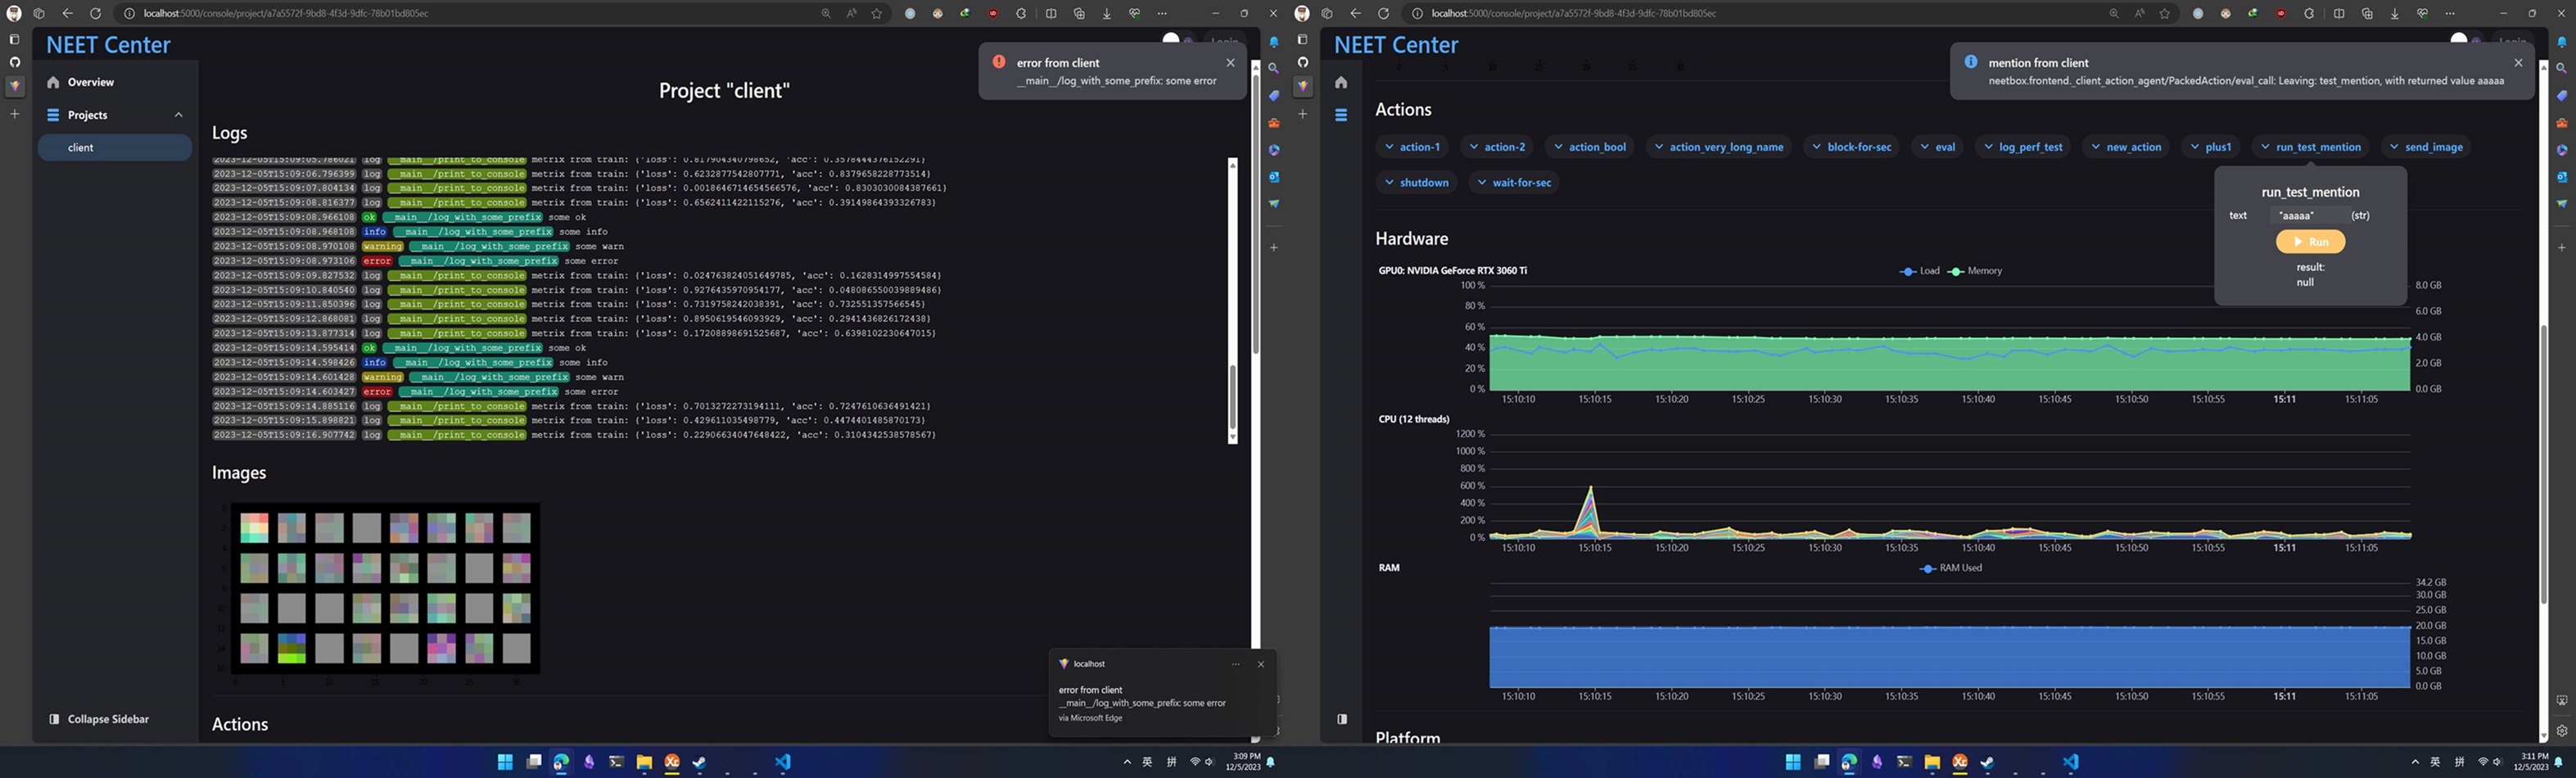 localhost:5000/console/project/a7a5572f-9bd8-4f3d-9dfc-78b01bd805ec
NEET Center
Overview
Projects
client
Collapse Sidebar
error from client
__main__/log_with_some_prefix: some error
Project "client"
Logs
2023-12-05T15:09:05.786021 log __main__/print_to_console metrix from train: {'loss': 0.817904340798652, 'acc': 0.3578444376152291}
2023-12-05T15:09:06.796399 log __main__/print_to_console metrix from train: {'loss': 0.6232877542807771, 'acc': 0.8379658228773514}
2023-12-05T15:09:07.804134 log __main__/print_to_console metrix from train: {'loss': 0.0018646714654566576, 'acc': 0.8303030084387661}
2023-12-05T15:09:08.816377 log __main__/print_to_console metrix from train: {'loss': 0.6562411422115276, 'acc': 0.39149864393326783}
2023-12-05T15:09:08.966108 ok __main__/log_with_some_prefix some ok
2023-12-05T15:09:08.968108 info __main__/log_with_some_prefix some info
2023-12-05T15:09:08.970108 warning __main__/log_with_some_prefix some warn
2023-12-05T15:09:08.973106 error __main__/log_with_some_prefix some error
2023-12-05T15:09:09.827532 log __main__/print_to_console metrix from train: {'loss': 0.024763824051649785, 'acc': 0.1628314997554584}
2023-12-05T15:09:10.840540 log __main__/print_to_console metrix from train: {'loss': 0.9276435970954177, 'acc': 0.048086550039889486}
2023-12-05T15:09:11.850396 log __main__/print_to_console metrix from train: {'loss': 0.7319758242038391, 'acc': 0.732551357566545}
2023-12-05T15:09:12.868081 log __main__/print_to_console metrix from train: {'loss': 0.8950619546093929, 'acc': 0.2941436826172438}
2023-12-05T15:09:13.877314 log __main__/print_to_console metrix from train: {'loss': 0.17208898691525687, 'acc': 0.6398102230647015}
2023-12-05T15:09:14.595414 ok __main__/log_with_some_prefix some ok
2023-12-05T15:09:14.598426 info __main__/log_with_some_prefix some info
2023-12-05T15:09:14.601428 warning __main__/log_with_some_prefix some warn
2023-12-05T15:09:14.603427 error __main__/log_with_some_prefix some error
2023-12-05T15:09:14.885116 log __main__/print_to_console metrix from train: {'loss': 0.7013272273194111, 'acc': 0.7247610636491421}
2023-12-05T15:09:15.898821 log __main__/print_to_console metrix from train: {'loss': 0.429611035498779, 'acc': 0.4474401485870173}
2023-12-05T15:09:16.907742 log __main__/print_to_console metrix from train: {'loss': 0.22906634047648422, 'acc': 0.3104342538578567}
Images
Actions
localhost
error from client
__main__/log_with_some_prefix: some error
via Microsoft Edge
英 拼
3:09 PM
12/5/2023
localhost:5000/console/project/a7a5572f-9bd8-4f3d-9dfc-78b01bd805ec
NEET Center
mention from client
neetbox.frontend._client_action_agent/PackedAction/eval_call: Leaving: test_mention, with returned value aaaaa
Actions
action-1 action-2 action_bool action_very_long_name block-for-sec eval log_perf_test new_action plus1 run_test_mention send_image
shutdown wait-for-sec
run_test_mention
text "aaaaa" (str)
Run
result:
null
Hardware
GPU0: NVIDIA GeForce RTX 3060 Ti
Load Memory
100 % 8.0 GB
80 % 6.0 GB
60 % 4.0 GB
40 % 2.0 GB
20 %
0 % 0.0 GB
15:10:10 15:10:15 15:10:20 15:10:25 15:10:30 15:10:35 15:10:40 15:10:45 15:10:50 15:10:55 15:11 15:11:05
CPU (12 threads)
1200 %
1000 %
800 %
600 %
400 %
200 %
0 %
15:10:10 15:10:15 15:10:20 15:10:25 15:10:30 15:10:35 15:10:40 15:10:45 15:10:50 15:10:55 15:11 15:11:05
RAM
RAM Used
34.2 GB
30.0 GB
25.0 GB
20.0 GB
15.0 GB
10.0 GB
5.0 GB
0.0 GB
15:10:10 15:10:15 15:10:20 15:10:25 15:10:30 15:10:35 15:10:40 15:10:45 15:10:50 15:10:55 15:11 15:11:05
Platform
英 拼
3:11 PM
12/5/2023